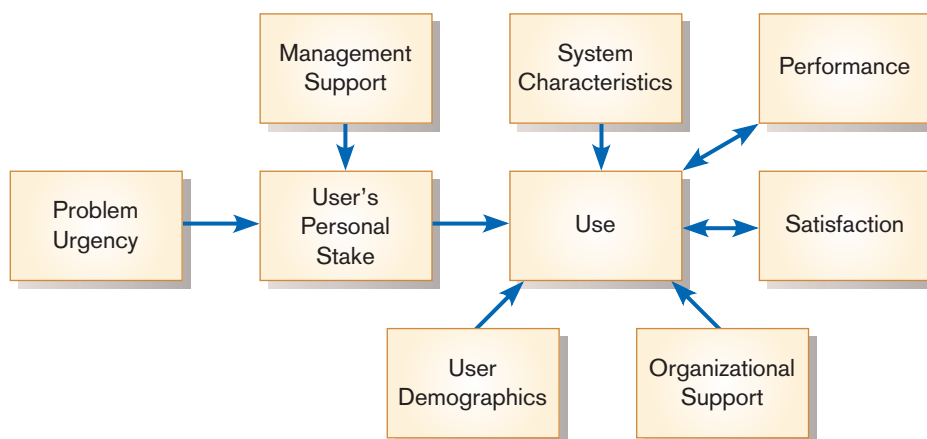 Management
Support
System
Characteristics
Performance
Problem
Urgency
User's
Personal
Stake
Use
Satisfaction
User
Demographics
Organizational
Support